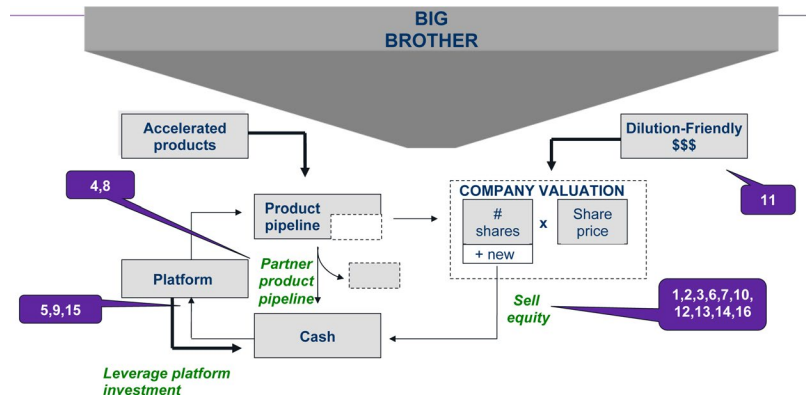 BIG
BROTHER
Accelerated
products
Dilution-Friendly
$$$
4,8
11
COMPANY VALUATION
Product
pipeline
#
shares
x
Share
price
+ new
Partner
product
pipeline
Platform
5,9,15
Sell
equity
1,2,3,6,7,10,
12,13,14,16
Cash
Leverage platform
investment